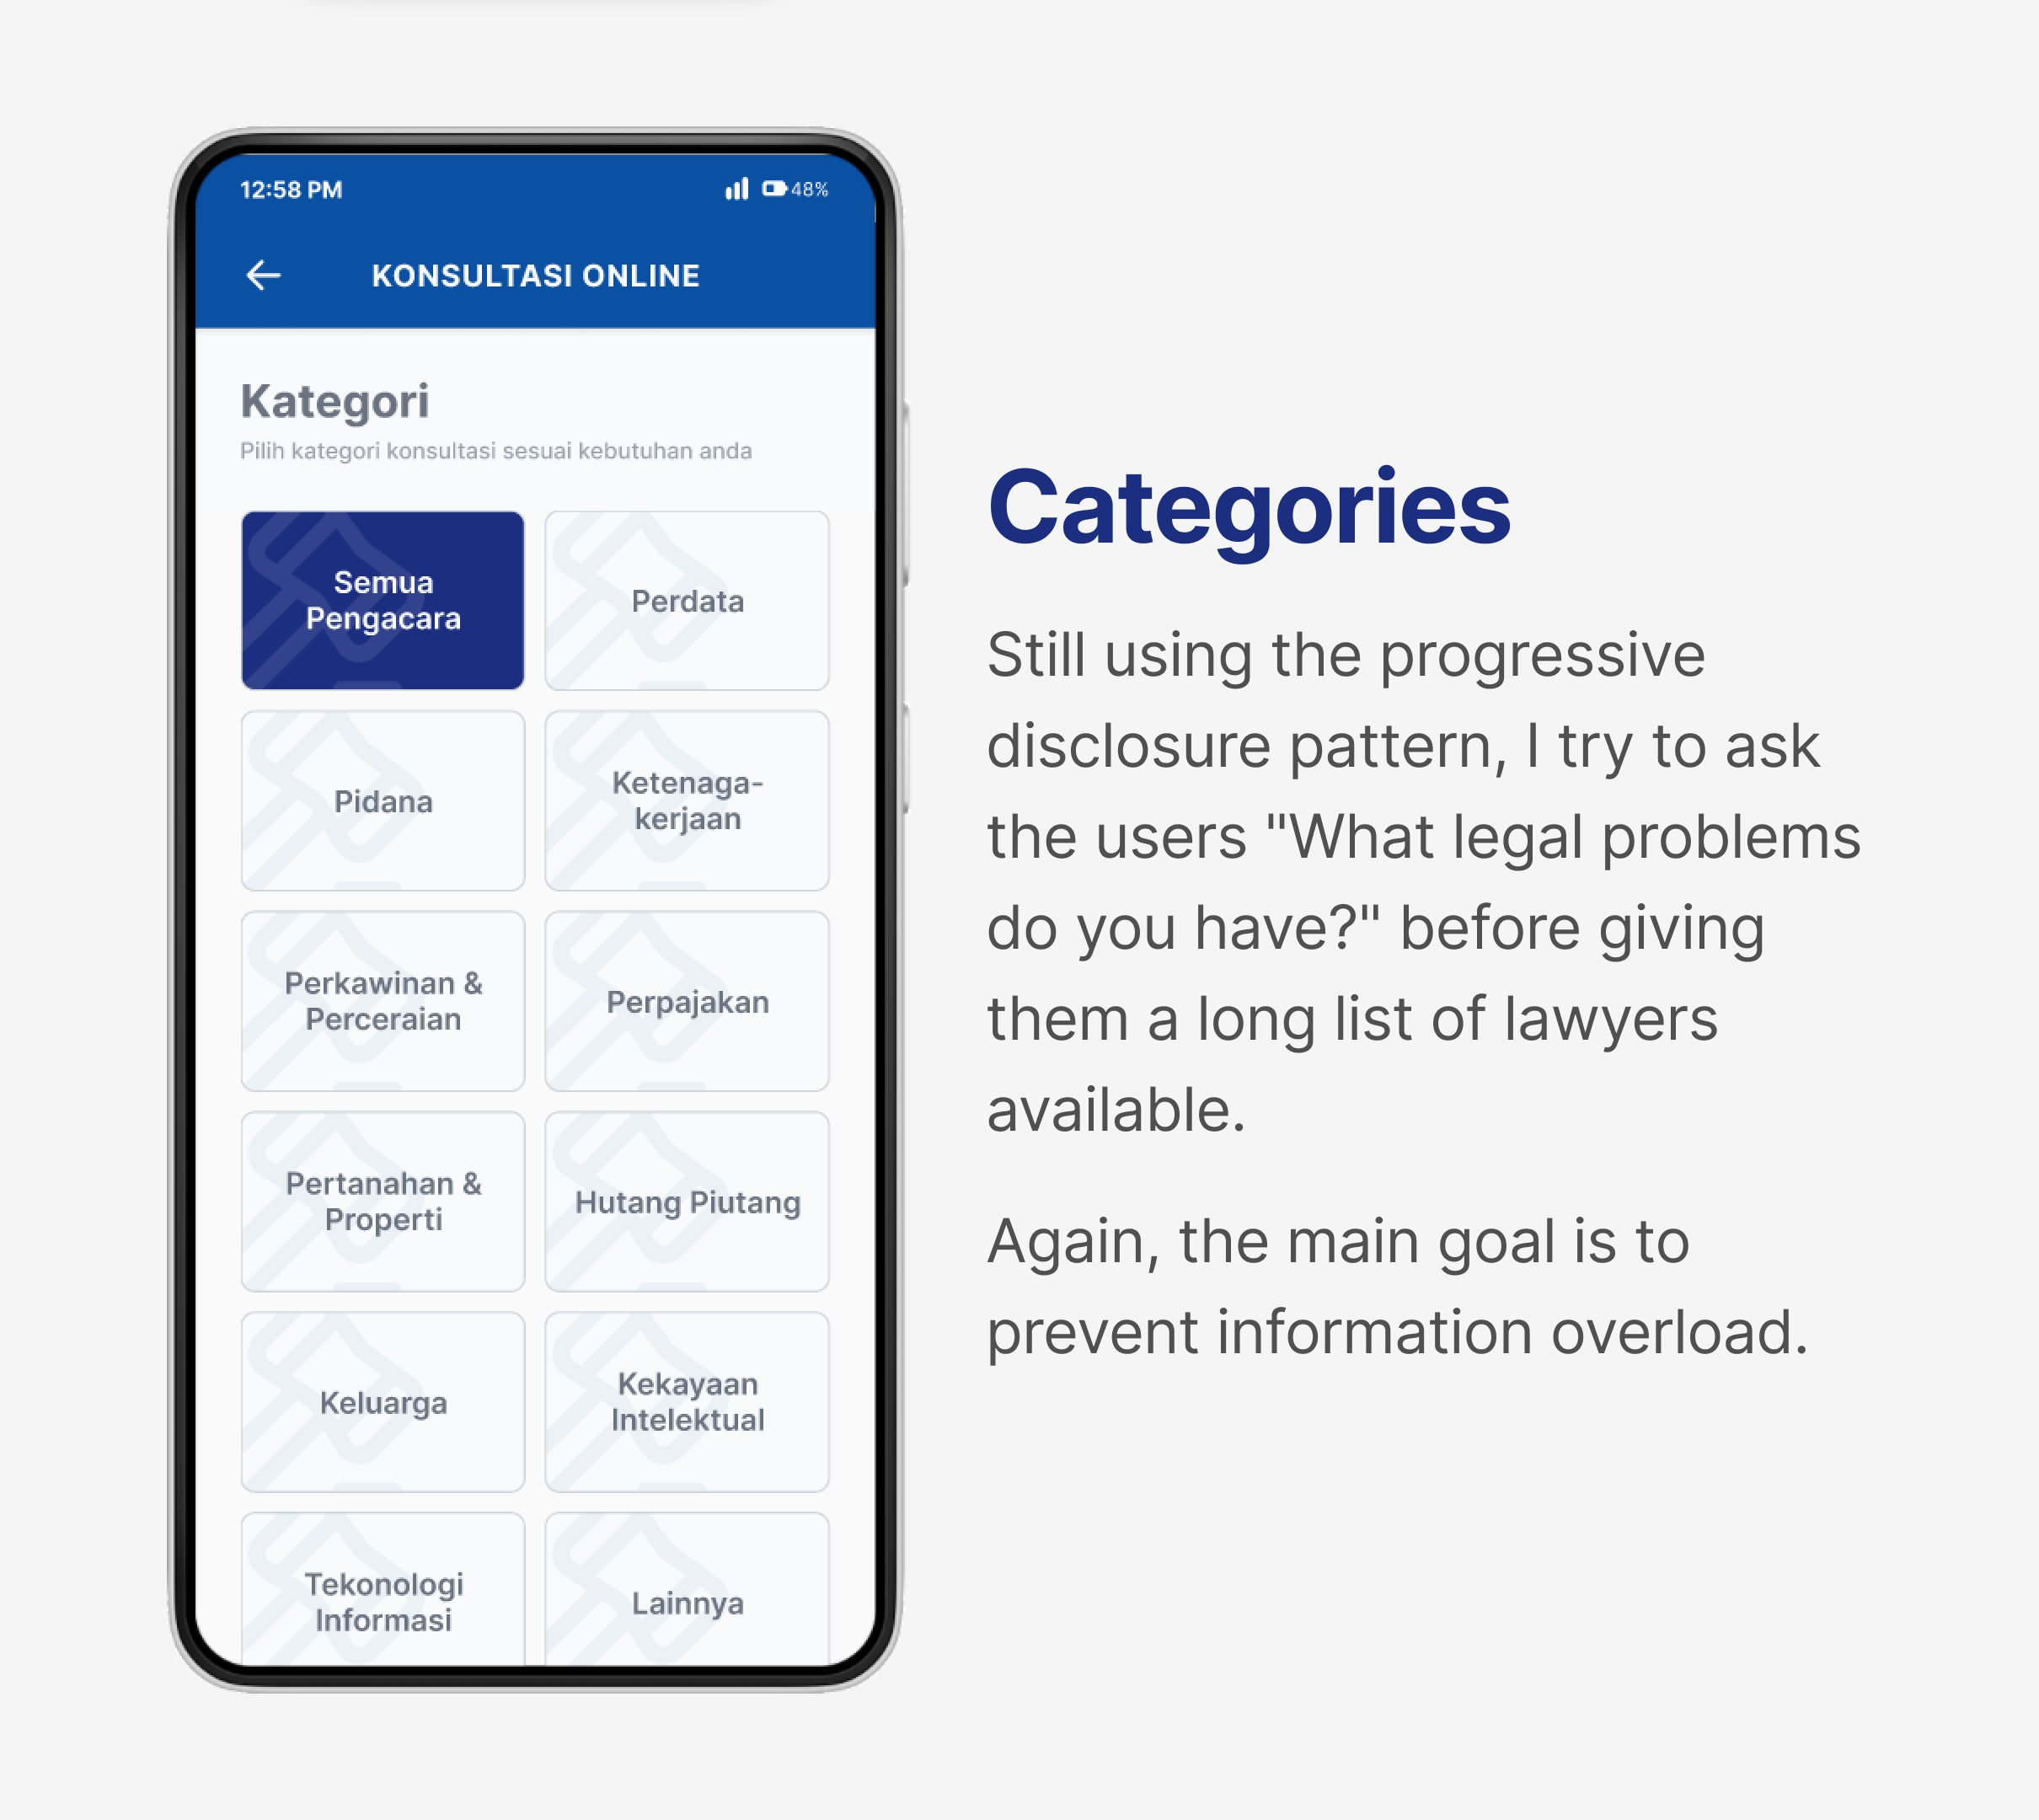 12:58 PM
48%
KONSULTASI ONLINE
Kategori
Pilih kategori konsultasi sesuai kebutuhan anda
Semua
Pengacara
Perdata
Pidana
Ketenaga-
kerjaan
Perkawinan &
Perceraian
Perpajakan
Pertanahan &
Properti
Hutang Piutang
Keluarga
Kekayaan
Intelektual
Tekonologi
Informasi
Lainnya
Categories
Still using the progressive
disclosure pattern, I try to ask
the users "What legal problems
do you have?" before giving
them a long list of lawyers
available.
Again, the main goal is to
prevent information overload.